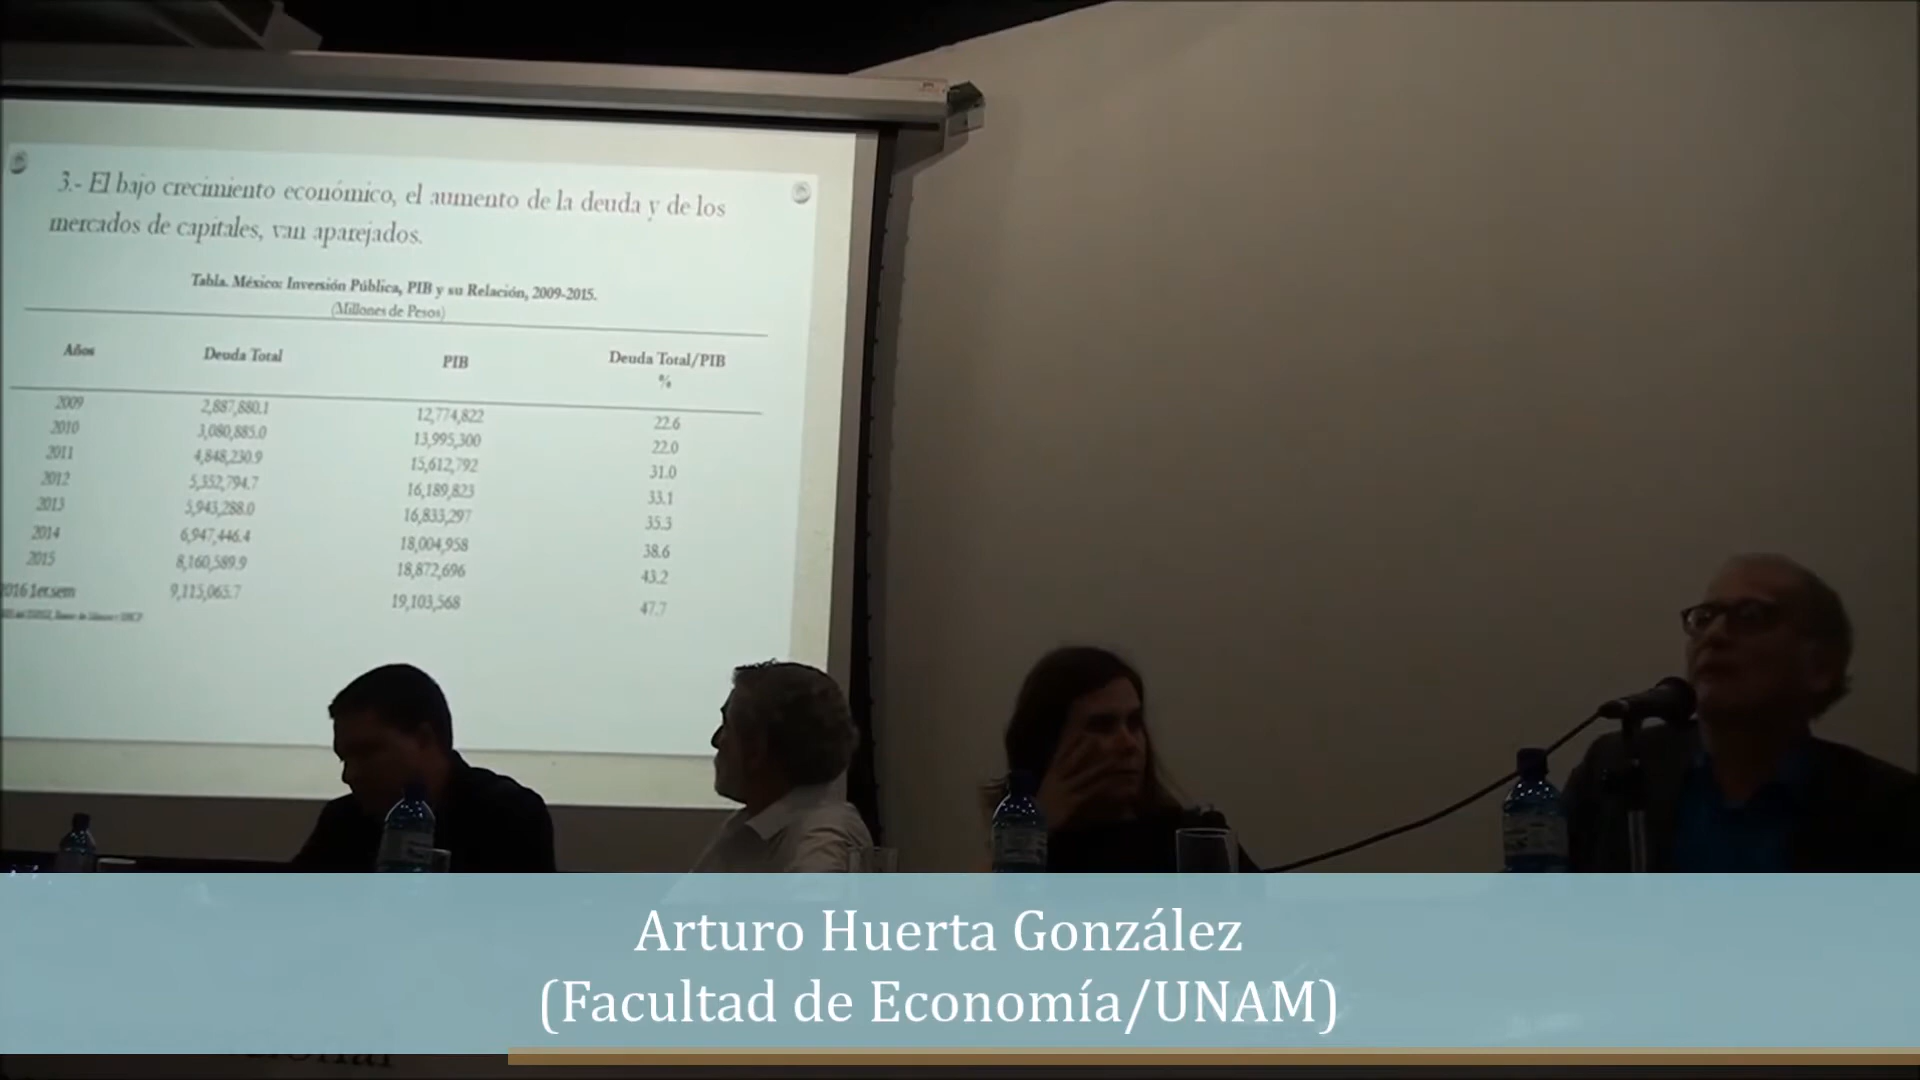 3.- El bajo crecimiento económico, el aumento de la deuda y de los
mercados de capitales, van aparejados.
Tabla. México: Inversión Pública, PIB y su Relación, 2009-2015.
(Millones de Pesos)
Años Deuda Total PIB Deuda Total/PIB
%
2009 2,887,880.1 12,774,822 22.6
2010 3,080,885.0 13,995,300 22.0
2011 4,848,230.9 15,612,792 31.0
2012 5,352,794.7 16,189,823 33.1
2013 5,943,288.0 16,833,297 35.3
2014 6,947,446.4 18,004,958 38.6
2015 8,160,589.9 18,872,696 43.2
2016 1er.sem 9,115,065.7 19,103,568 47.7
Arturo Huerta González
(Facultad de Economía/UNAM)